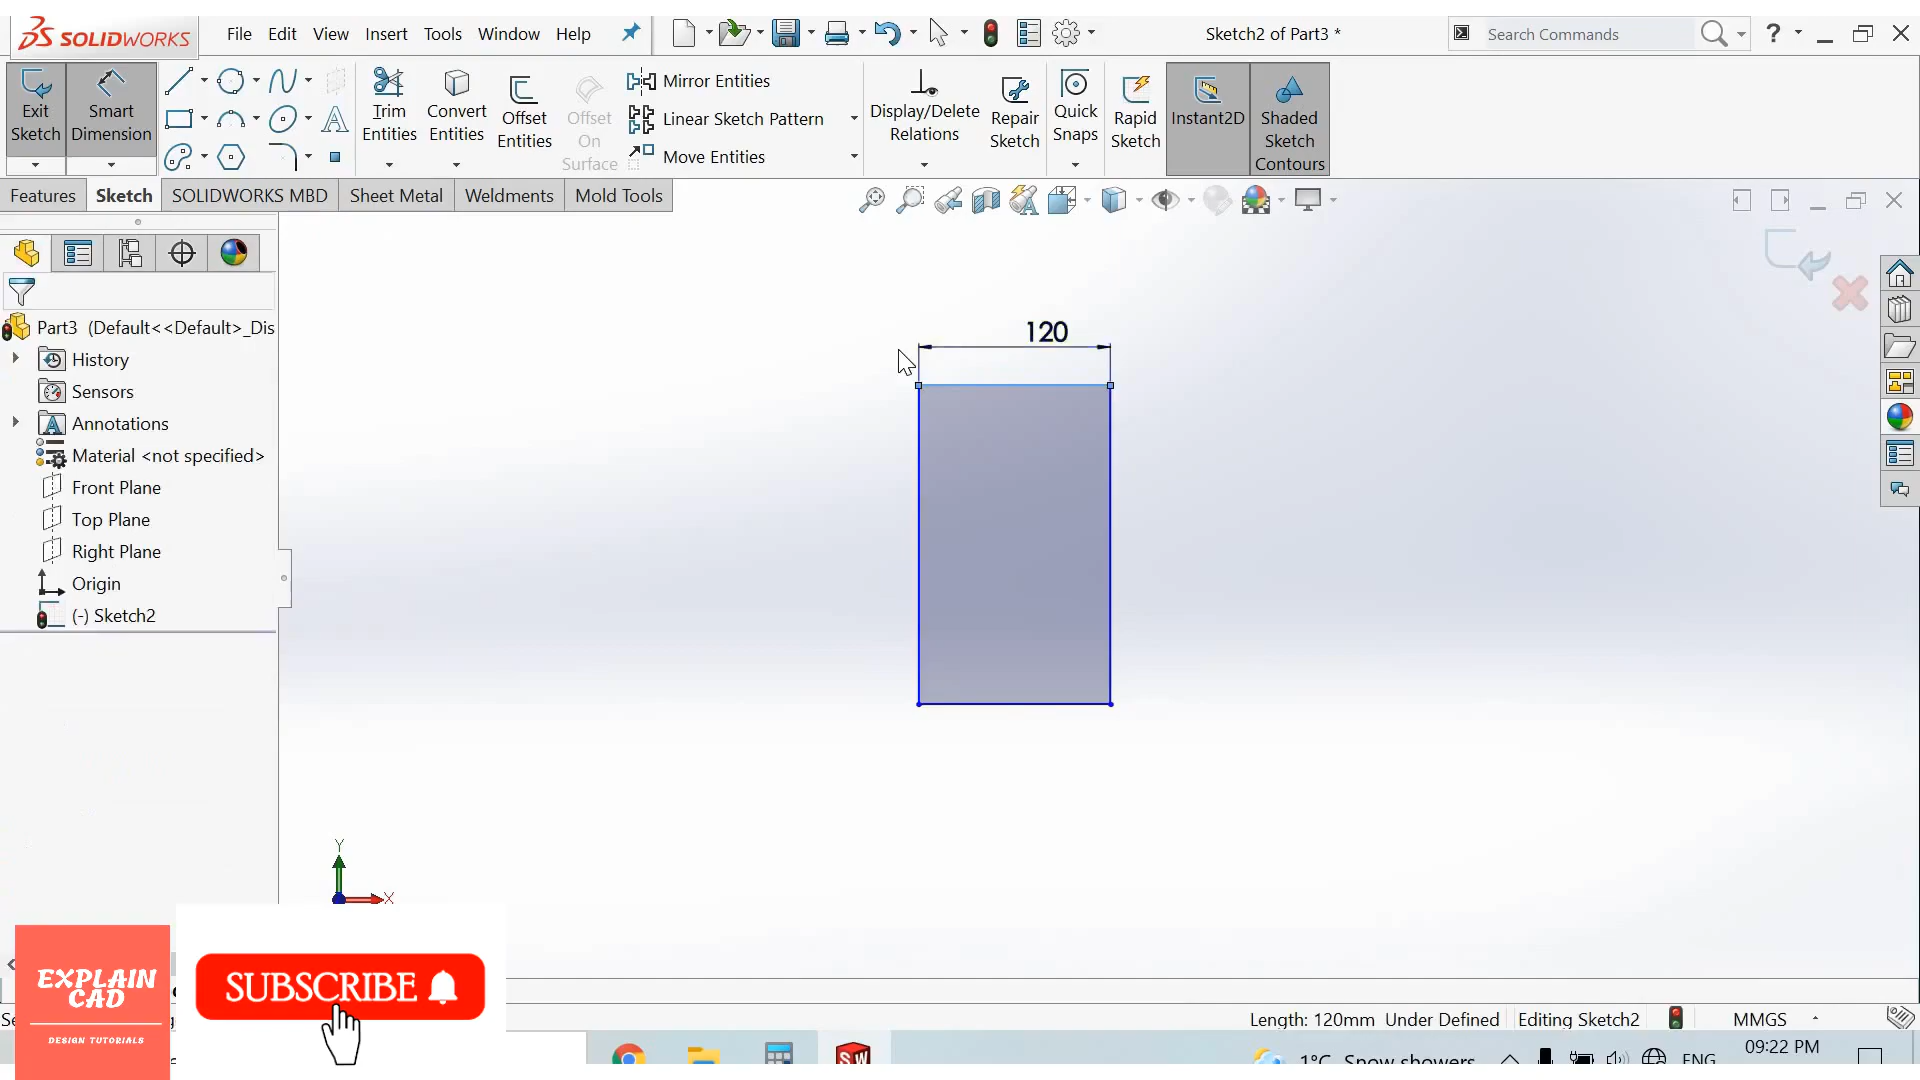 SOLIDWORKS
File Edit View Insert Tools Window Help
Sketch2 of Part3 *
Search Commands
Exit Sketch
Smart Dimension
Trim Entities
Convert Entities
Offset Entities
Offset On Surface
Mirror Entities
Linear Sketch Pattern
Move Entities
Display/Delete Relations
Repair Sketch
Quick Snaps
Rapid Sketch
Instant2D
Shaded Sketch Contours
Features Sketch SOLIDWORKS MBD Sheet Metal Weldments Mold Tools
Part3 (Default<<Default>_Dis
History
Sensors
Annotations
Material <not specified>
Front Plane
Top Plane
Right Plane
Origin
(-) Sketch2
120
Y
X
EXPLAIN
CAD
DESIGN TUTORIALS
SUBSCRIBE
Length: 120mm Under Defined Editing Sketch2 MMGS
SW
1°C Snow showers
ENG
09:22 PM